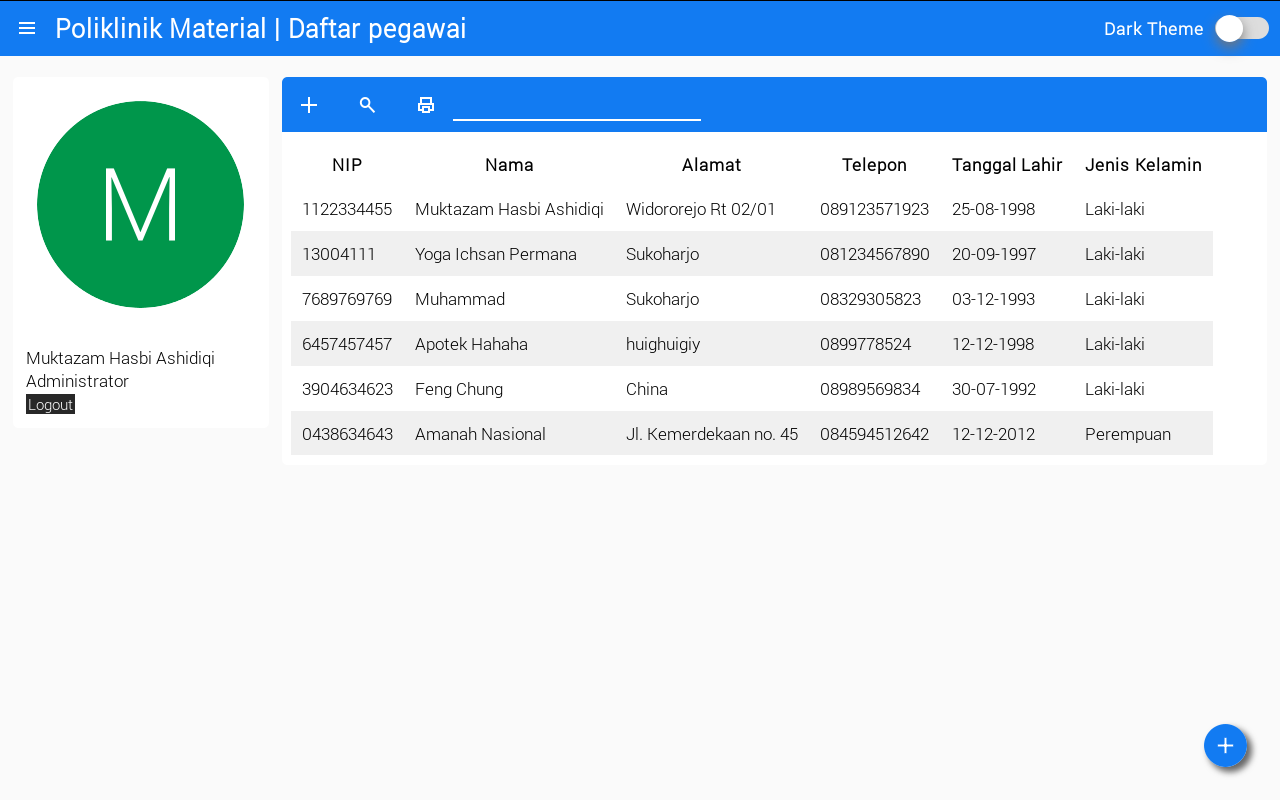 Poliklinik Material | Daftar pegawai
Dark Theme
M
Muktazam Hasbi Ashidiqi
Administrator
Logout
NIP Nama Alamat Telepon Tanggal Lahir Jenis Kelamin
1122334455 Muktazam Hasbi Ashidiqi Widororejo Rt 02/01 089123571923 25-08-1998 Laki-laki
13004111 Yoga Ichsan Permana Sukoharjo 081234567890 20-09-1997 Laki-laki
7689769769 Muhammad Sukoharjo 08329305823 03-12-1993 Laki-laki
6457457457 Apotek Hahaha huighuigiy 0899778524 12-12-1998 Laki-laki
3904634623 Feng Chung China 08989569834 30-07-1992 Laki-laki
0438634643 Amanah Nasional Jl. Kemerdekaan no. 45 084594512642 12-12-2012 Perempuan